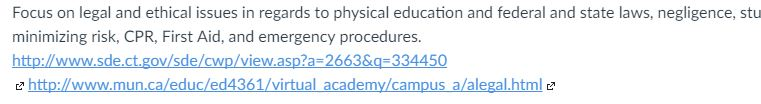 Focus on legal and ethical issues in regards to physical education and federal and state laws, negligence, stu
minimizing risk, CPR, First Aid, and emergency procedures.
http://www.sde.ct.gov/sde/cwp/view.asp?a=2663&q=334450
http://www.mun.ca/educ/ed4361/virtual_academy/campus_a/alegal.html